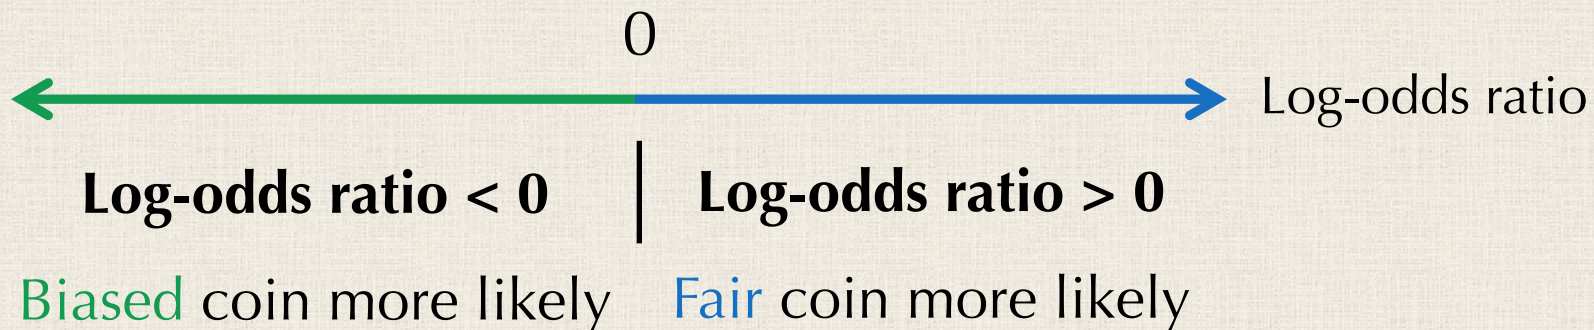 0
Log-odds ratio
Log-odds ratio < 0 | Log-odds ratio > 0
Biased coin more likely Fair coin more likely